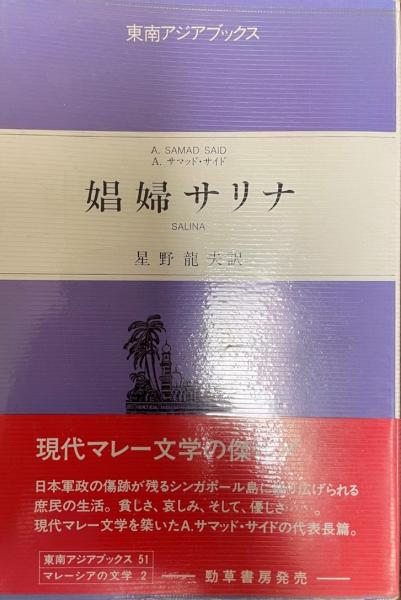 東南アジアブックス
A. SAMAD SAID
A. サマッド・サイド
娼婦サリナ
SALINA
星野龍夫訳
現代マレー文学の傑
日本軍政の傷跡が残るシンガポール島に り広げられる
庶民の生活。貧しさ、哀しみ、そして、優しさ……。
現代マレー文学を築いたA.サマッド・サイドの代表長篇。
東南アジアブックス 51
マレーシアの文学 2
勁草書房発売